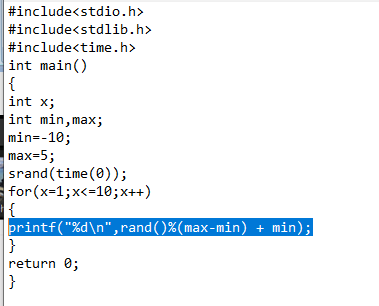 #include<stdio.h>
#include<stdlib.h>
#include<time.h>
int main()
{
int x;
int min,max;
min=-10;
max=5;
srand(time(0));
for(x=1;x<=10;x++)
{
printf("%d\n",rand()%(max-min) + min);
}
return 0;
}